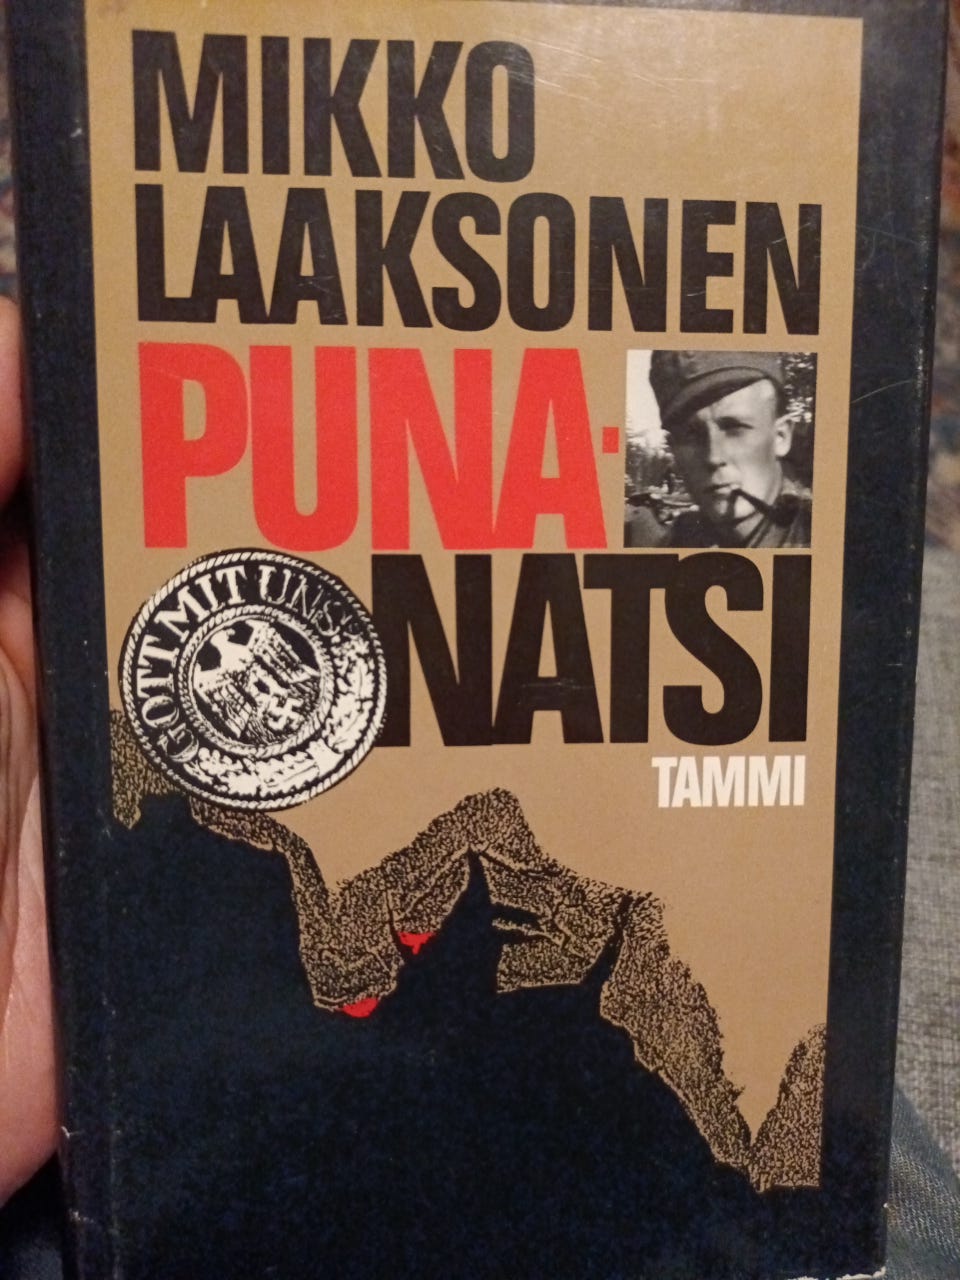 MIKKO
LAAKSONEN
PUNA-
NATSI
GOTT MIT UNS
TAMMI